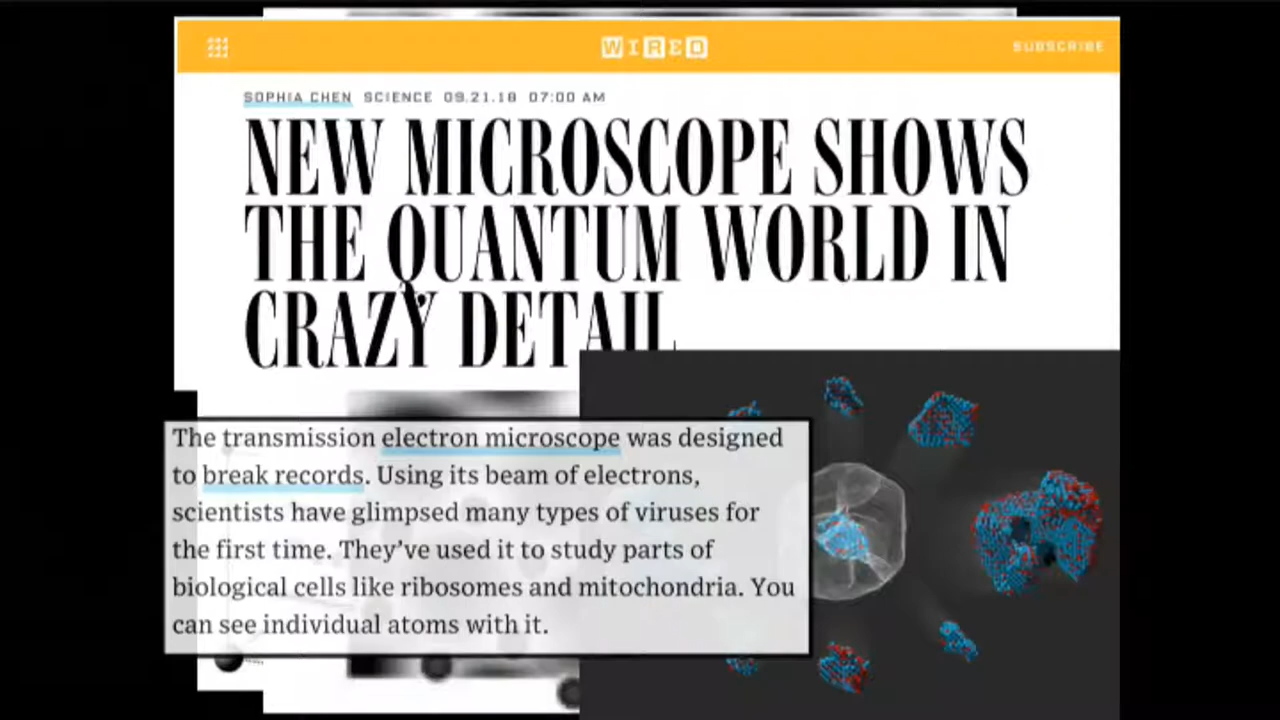 WIRED
SUBSCRIBE
SOPHIA CHEN SCIENCE 09.21.18 07:00 AM
NEW MICROSCOPE SHOWS
THE QUANTUM WORLD IN
CRAZY DETAIL
The transmission electron microscope was designed
to break records. Using its beam of electrons,
scientists have glimpsed many types of viruses for
the first time. They’ve used it to study parts of
biological cells like ribosomes and mitochondria. You
can see individual atoms with it.